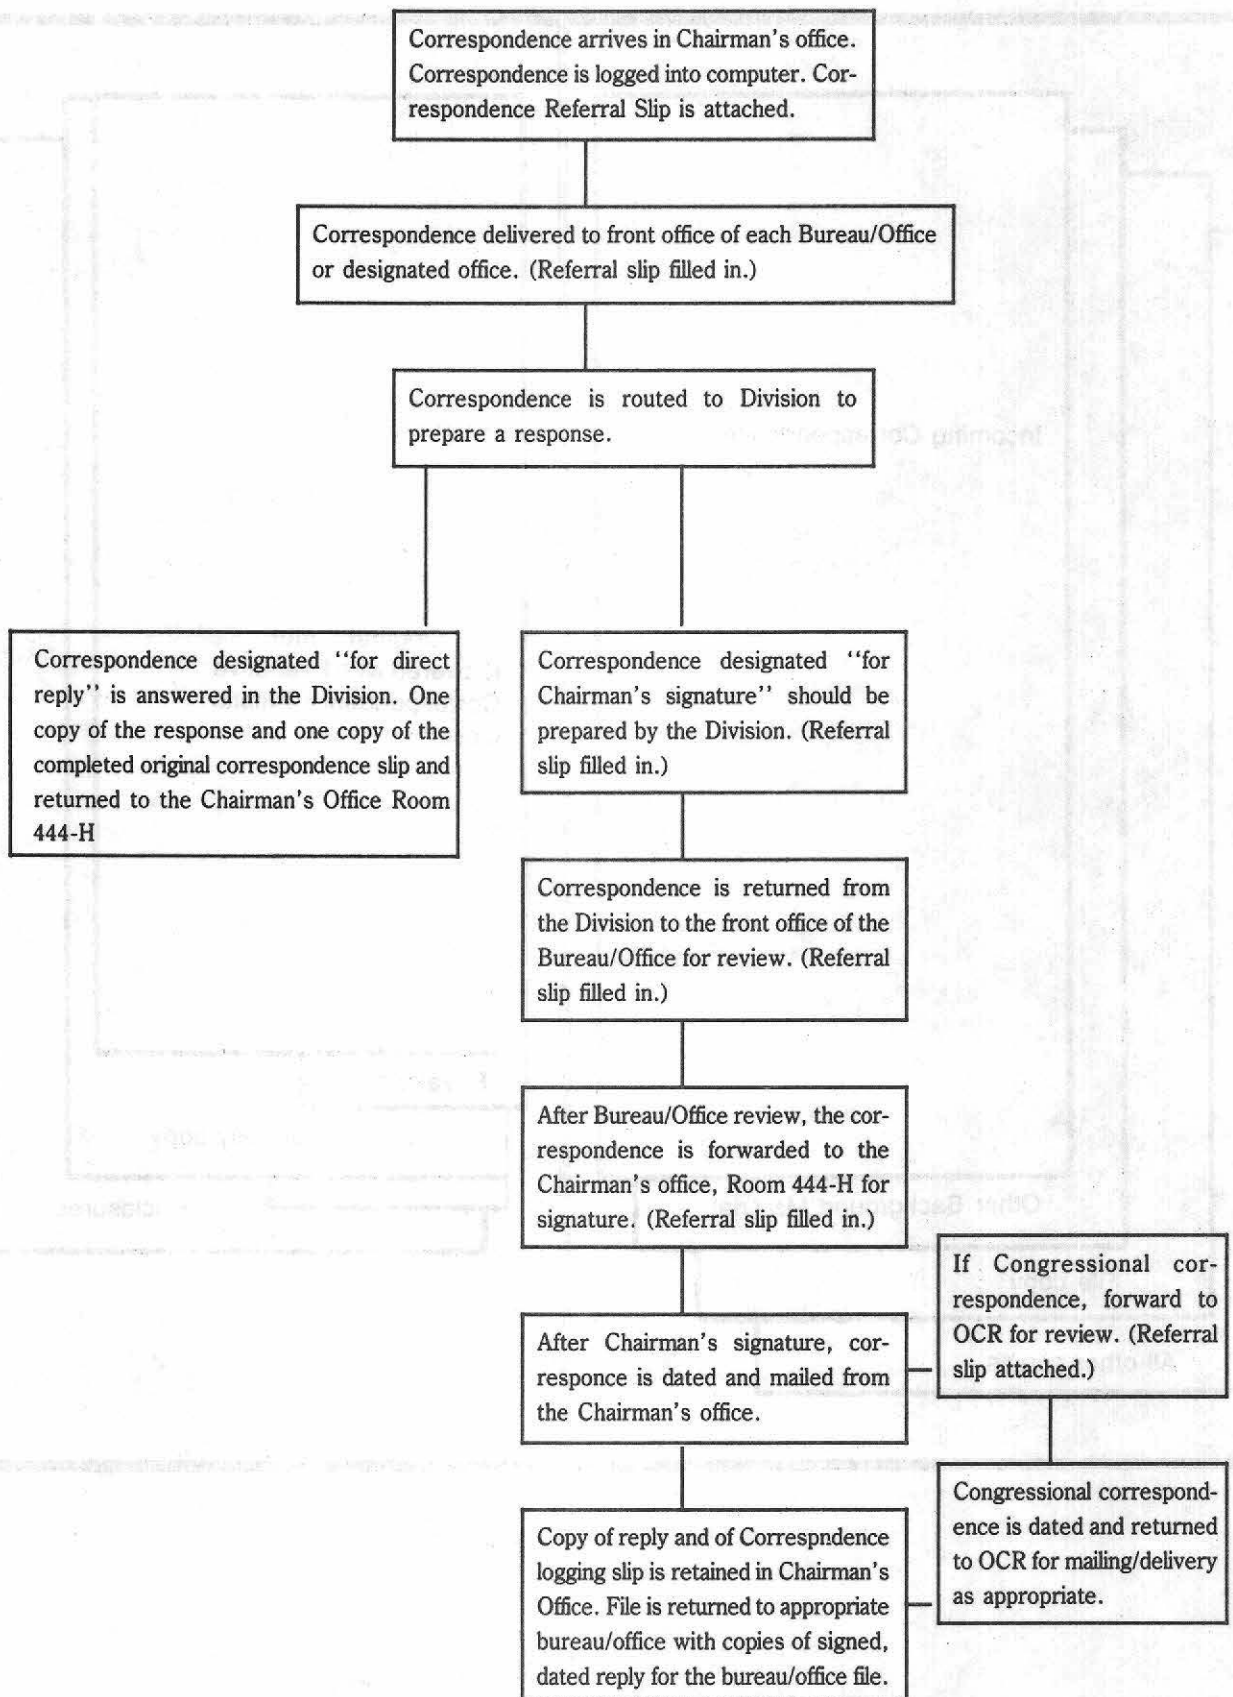 Correspondence arrives in Chairman's office.
Correspondence is logged into computer. Cor-
respondence Referral Slip is attached.
Correspondence delivered to front office of each Bureau/Office
or designated office. (Referral slip filled in.)
Correspondence is routed to Division to
prepare a response.
Correspondence designated “for direct
reply” is answered in the Division. One
copy of the response and one copy of the
completed original correspondence slip and
returned to the Chairman's Office Room
444-H
Correspondence designated “for
Chairman's signature” should be
prepared by the Division. (Referral
slip filled in.)
Correspondence is returned from
the Division to the front office of the
Bureau/Office for review. (Referral
slip filled in.)
After Bureau/Office review, the cor-
respondence is forwarded to the
Chairman's office, Room 444-H for
signature. (Referral slip filled in.)
After Chairman's signature, cor-
responce is dated and mailed from
the Chairman's office.
If Congressional cor-
respondence, forward to
OCR for review. (Referral
slip attached.)
Congressional correspond-
ence is dated and returned
to OCR for mailing/delivery
as appropriate.
Copy of reply and of Correspndence
logging slip is retained in Chairman's
Office. File is returned to appropriate
bureau/office with copies of signed,
dated reply for the bureau/office file.
Incoming
Other Background